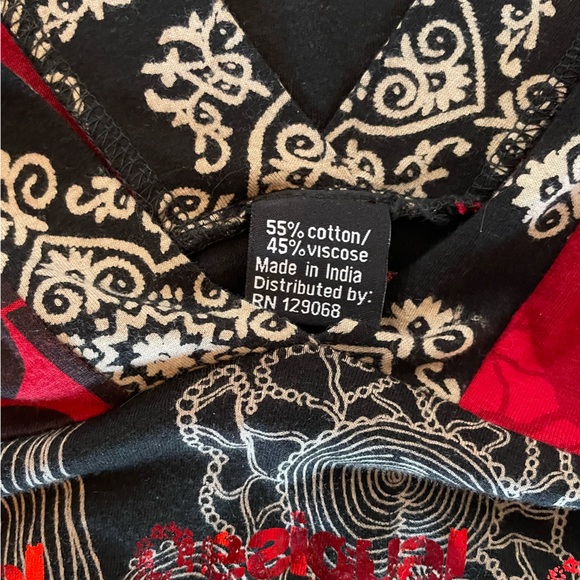 55% cotton/
45% viscose
Made in India
Distributed by:
RN 129068